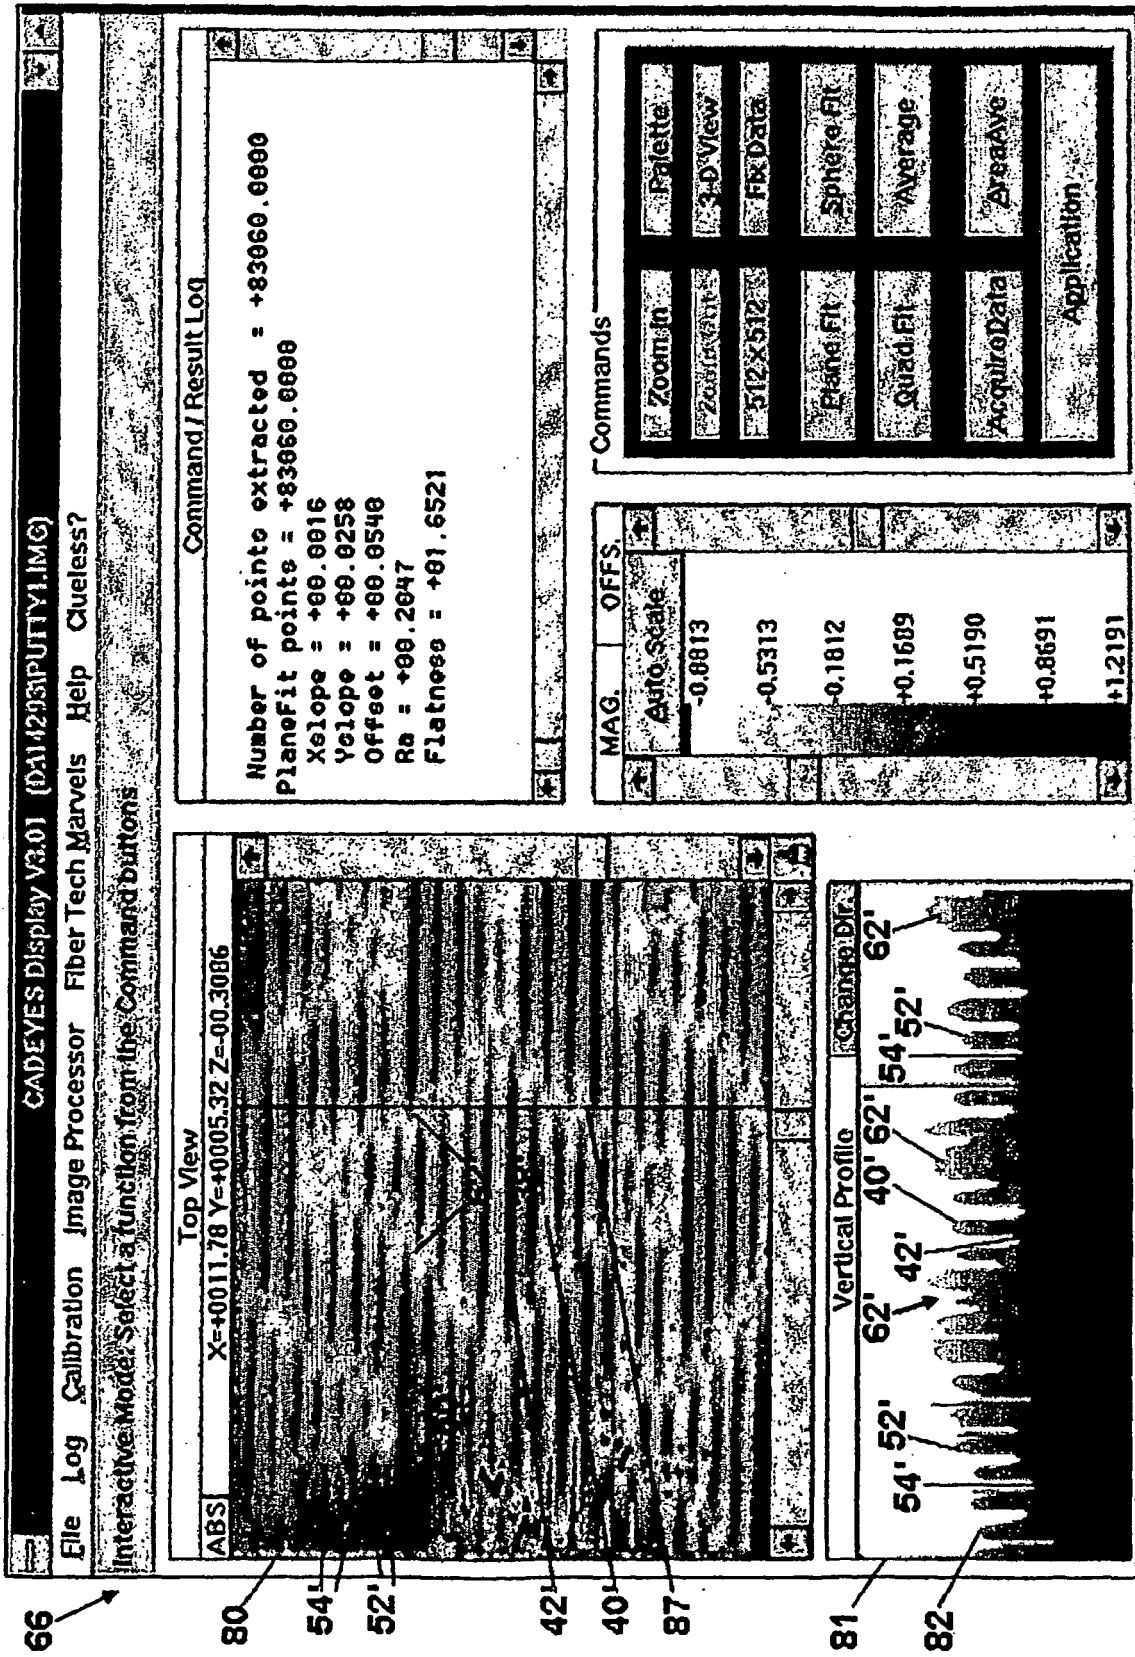 66
CADEYES Display V3.01 [DA14293\PUTTY1.IMG]
File Log Calibration Image Processor Fiber Tech Marvels Help Clueless?
Interactive Mode: Select a function from the Command buttons
Top View
ABS X=+0011.78 Y=+0005.32 Z=-00.3086
80
54'
52'
42'
40'
87
Command / Result Log
Number of points extracted = +83060.0000
Planefit points = +83060.0000
Xslope = +00.0016
Yslope = +00.0258
Offset = +00.0540
Ra = +00.2047
Flatness = +01.6521
81
82
Vertical Profile Change Dir.
54' 52' 62' 42' 40' 62' 54' 52' 62'
MAG. OFFS.
Auto Scale
-0.8813
-0.5313
-0.1812
+0.1689
+0.5190
+0.8691
+1.2191
Commands
Zoom In Palette
Zoom Out 3-D View
512x512 Fix Data
Plane Fit Sphere Fit
Quad Fit Average
AcquireData AreaAve
Application